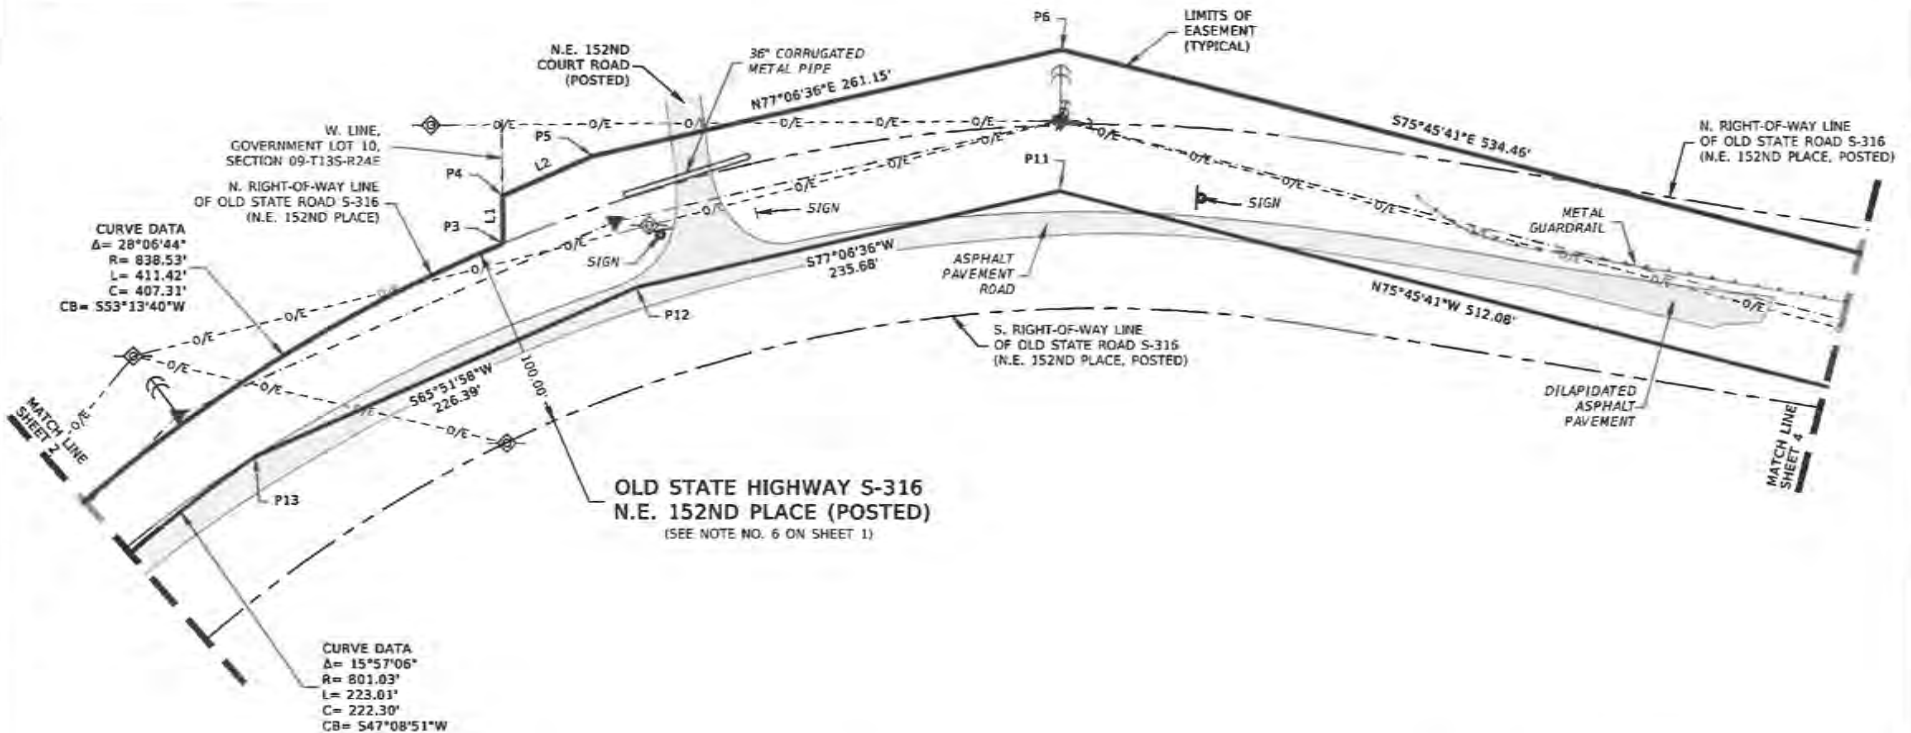 P6
LIMITS OF
EASEMENT
(TYPICAL)
N.E. 152ND
COURT ROAD
(POSTED)
36" CORRUGATED
METAL PIPE
N77°06'36"E 261.15'
S75°45'41"E 534.46'
N. RIGHT-OF-WAY LINE
OF OLD STATE ROAD S-316
(N.E. 152ND PLACE, POSTED)
W. LINE,
GOVERNMENT LOT 10,
SECTION 09-T13S-R24E
P5
L2
P4
P11
O/E
O/E
O/E
O/E
O/E
O/E
O/E
O/E
O/E
O/E
O/E
O/E
O/E
N. RIGHT-OF-WAY LINE
OF OLD STATE ROAD S-316
(N.E. 152ND PLACE)
L1
P3
SIGN
SIGN
SIGN
METAL
GUARDRAIL
CURVE DATA
Δ= 28°06'44"
R= 838.53'
L= 411.42'
C= 407.31'
CB= S53°13'40"W
S77°06'36"W
235.68'
ASPHALT
PAVEMENT
ROAD
N75°45'41"W 512.08'
O/E
O/E
O/E
O/E
O/E
O/E
O/E
O/E
O/E
P12
S. RIGHT-OF-WAY LINE
OF OLD STATE ROAD S-316
(N.E. 152ND PLACE, POSTED)
100.00'
S65°51'58"W
226.39'
DILAPIDATED
ASPHALT
PAVEMENT
MATCH LINE
SHEET 2
MATCH LINE
SHEET 4
P13
OLD STATE HIGHWAY S-316
N.E. 152ND PLACE (POSTED)
(SEE NOTE NO. 6 ON SHEET 1)
CURVE DATA
Δ= 15°57'06"
R= 801.03'
L= 223.01'
C= 222.30'
CB= S47°08'51"W